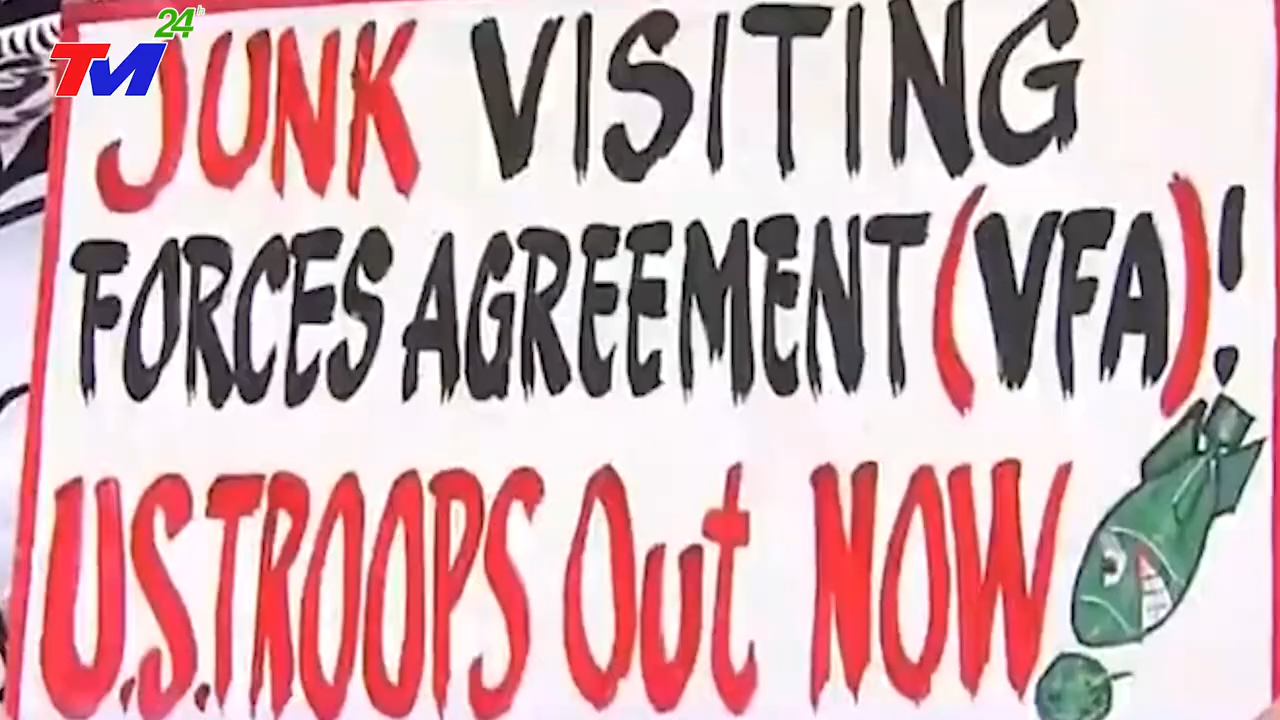 24h
TM
JUNK VISITING
FORCES AGREEMENT (VFA)!
U.S. TROOPS Out NOW